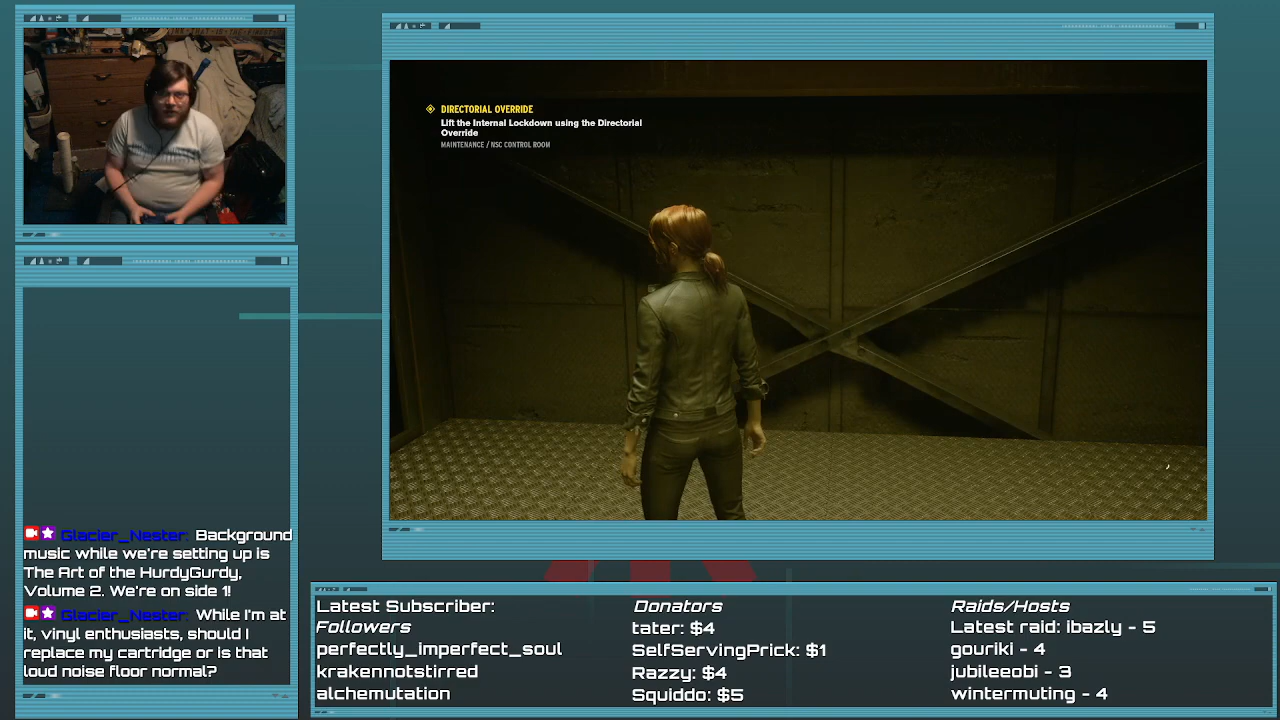 DIRECTORIAL OVERRIDE
Lift the Internal Lockdown using the Directorial
Override
MAINTENANCE / NSC CONTROL ROOM
Glacier_Nester: Background
music while we're setting up is
The Art of the HurdyGurdy,
Volume 2. We're on side 1!
Glacier_Nester: While I'm at
it, vinyl enthusiasts, should I
replace my cartridge or is that
loud noise floor normal?
Latest Subscriber:
Followers
perfectly_imperfect_soul
krakennotstirred
alchemutation
Donators
tater: $4
SelfServingPrick: $1
Razzy: $4
Squiddo: $5
Raids/Hosts
Latest raid: ibazly - 5
gouriki - 4
jubileeobi - 3
wintermuting - 4